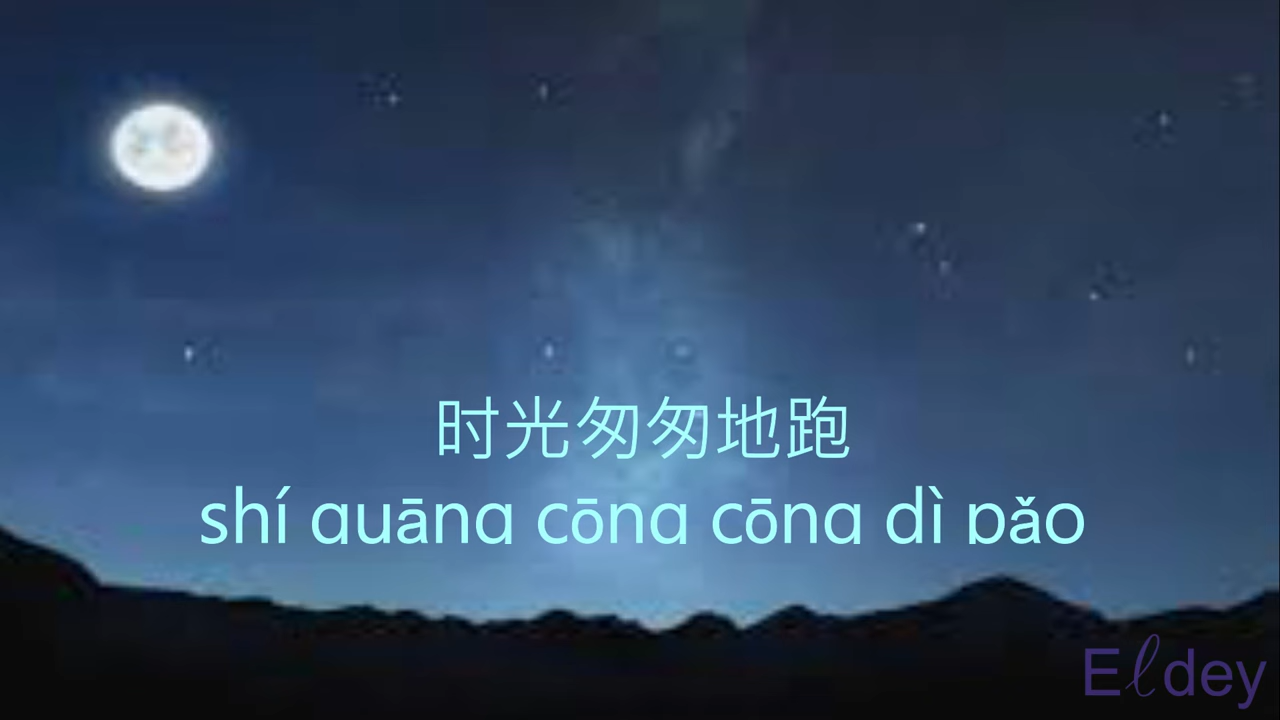 时光匆匆地跑
shí guāng cōng cōng dì pǎo
Eldey